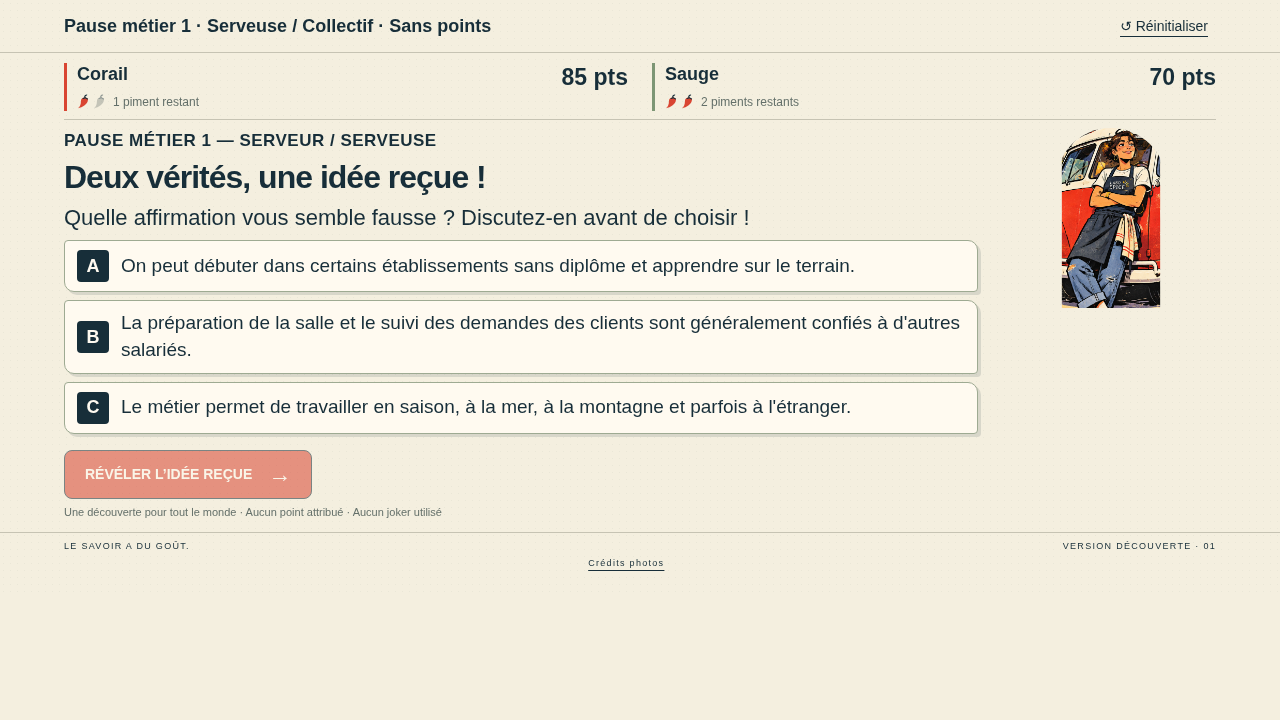 Pause métier 1 · Serveuse / Collectif · Sans points
↺ Réinitialiser
Corail
85 pts
1 piment restant
Sauge
70 pts
2 piments restants
PAUSE MÉTIER 1 — SERVEUR / SERVEUSE
Deux vérités, une idée reçue !
Quelle affirmation vous semble fausse ? Discutez-en avant de choisir !
A On peut débuter dans certains établissements sans diplôme et apprendre sur le terrain.
B La préparation de la salle et le suivi des demandes des clients sont généralement confiés à d'autres
salariés.
C Le métier permet de travailler en saison, à la mer, à la montagne et parfois à l'étranger.
RÉVÉLER L'IDÉE REÇUE →
Une découverte pour tout le monde · Aucun point attribué · Aucun joker utilisé
LE SAVOIR A DU GOÛT.
VERSION DÉCOUVERTE · 01
Crédits photos